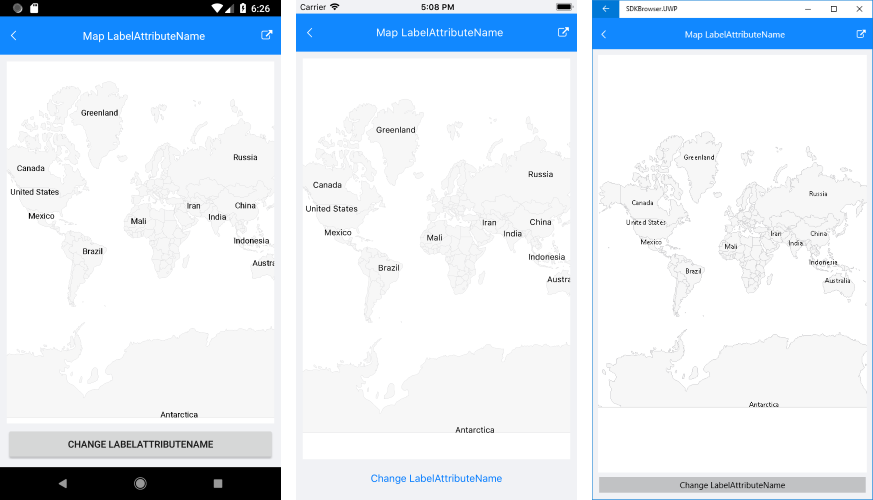 6:26
Map LabelAttributeName
Greenland
Russia
Canada
United States
Iran
China
Mexico
India
Mali
Indonesia
Brazil
Austra
Antarctica
CHANGE LABELATTRIBUTENAME
Carrier
5:08 PM
Map LabelAttributeName
Greenland
Russia
Canada
United States
Iran
China
Mexico
India
Mali
Indonesia
Brazil
Austra
Antarctica
Change LabelAttributeName
SDKBrowser.UWP
Map LabelAttributeName
Greenland
Russia
Canada
United States
Iran
China
Mexico
India
Mali
Indonesia
Brazil
Australia
Antarctica
Change LabelAttributeName